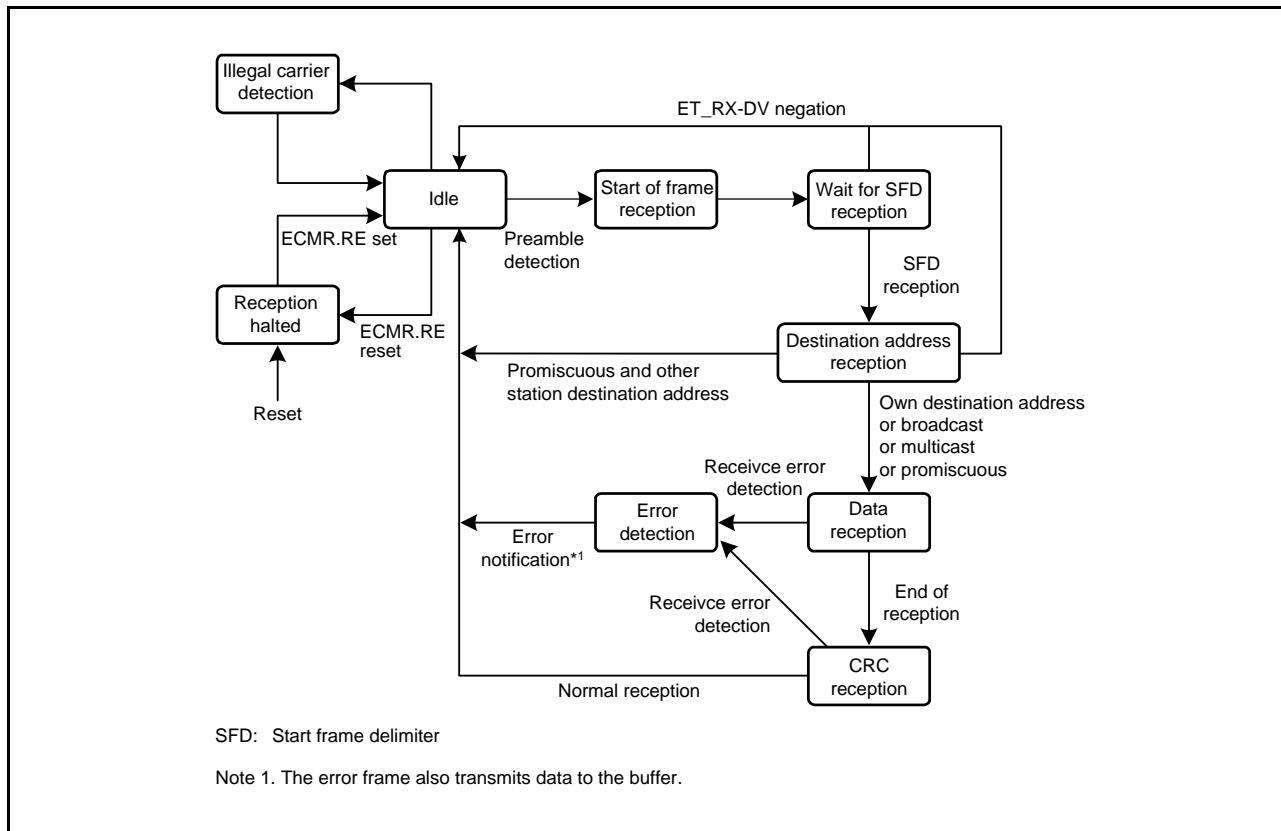 Illegal carrier
detection
ET_RX-DV negation
Idle
Start of frame
reception
Wait for SFD
reception
ECMR.RE set
Preamble
detection
SFD
reception
Reception
halted
ECMR.RE
reset
Destination address
reception
Promiscuous and other
station destination address
Reset
Own destination address
or broadcast
or multicast
or promiscuous
Receivce error
detection
Error
detection
Data
reception
Error
notification*1
End of
reception
Receivce error
detection
CRC
reception
Normal reception
SFD: Start frame delimiter
Note 1. The error frame also transmits data to the buffer.